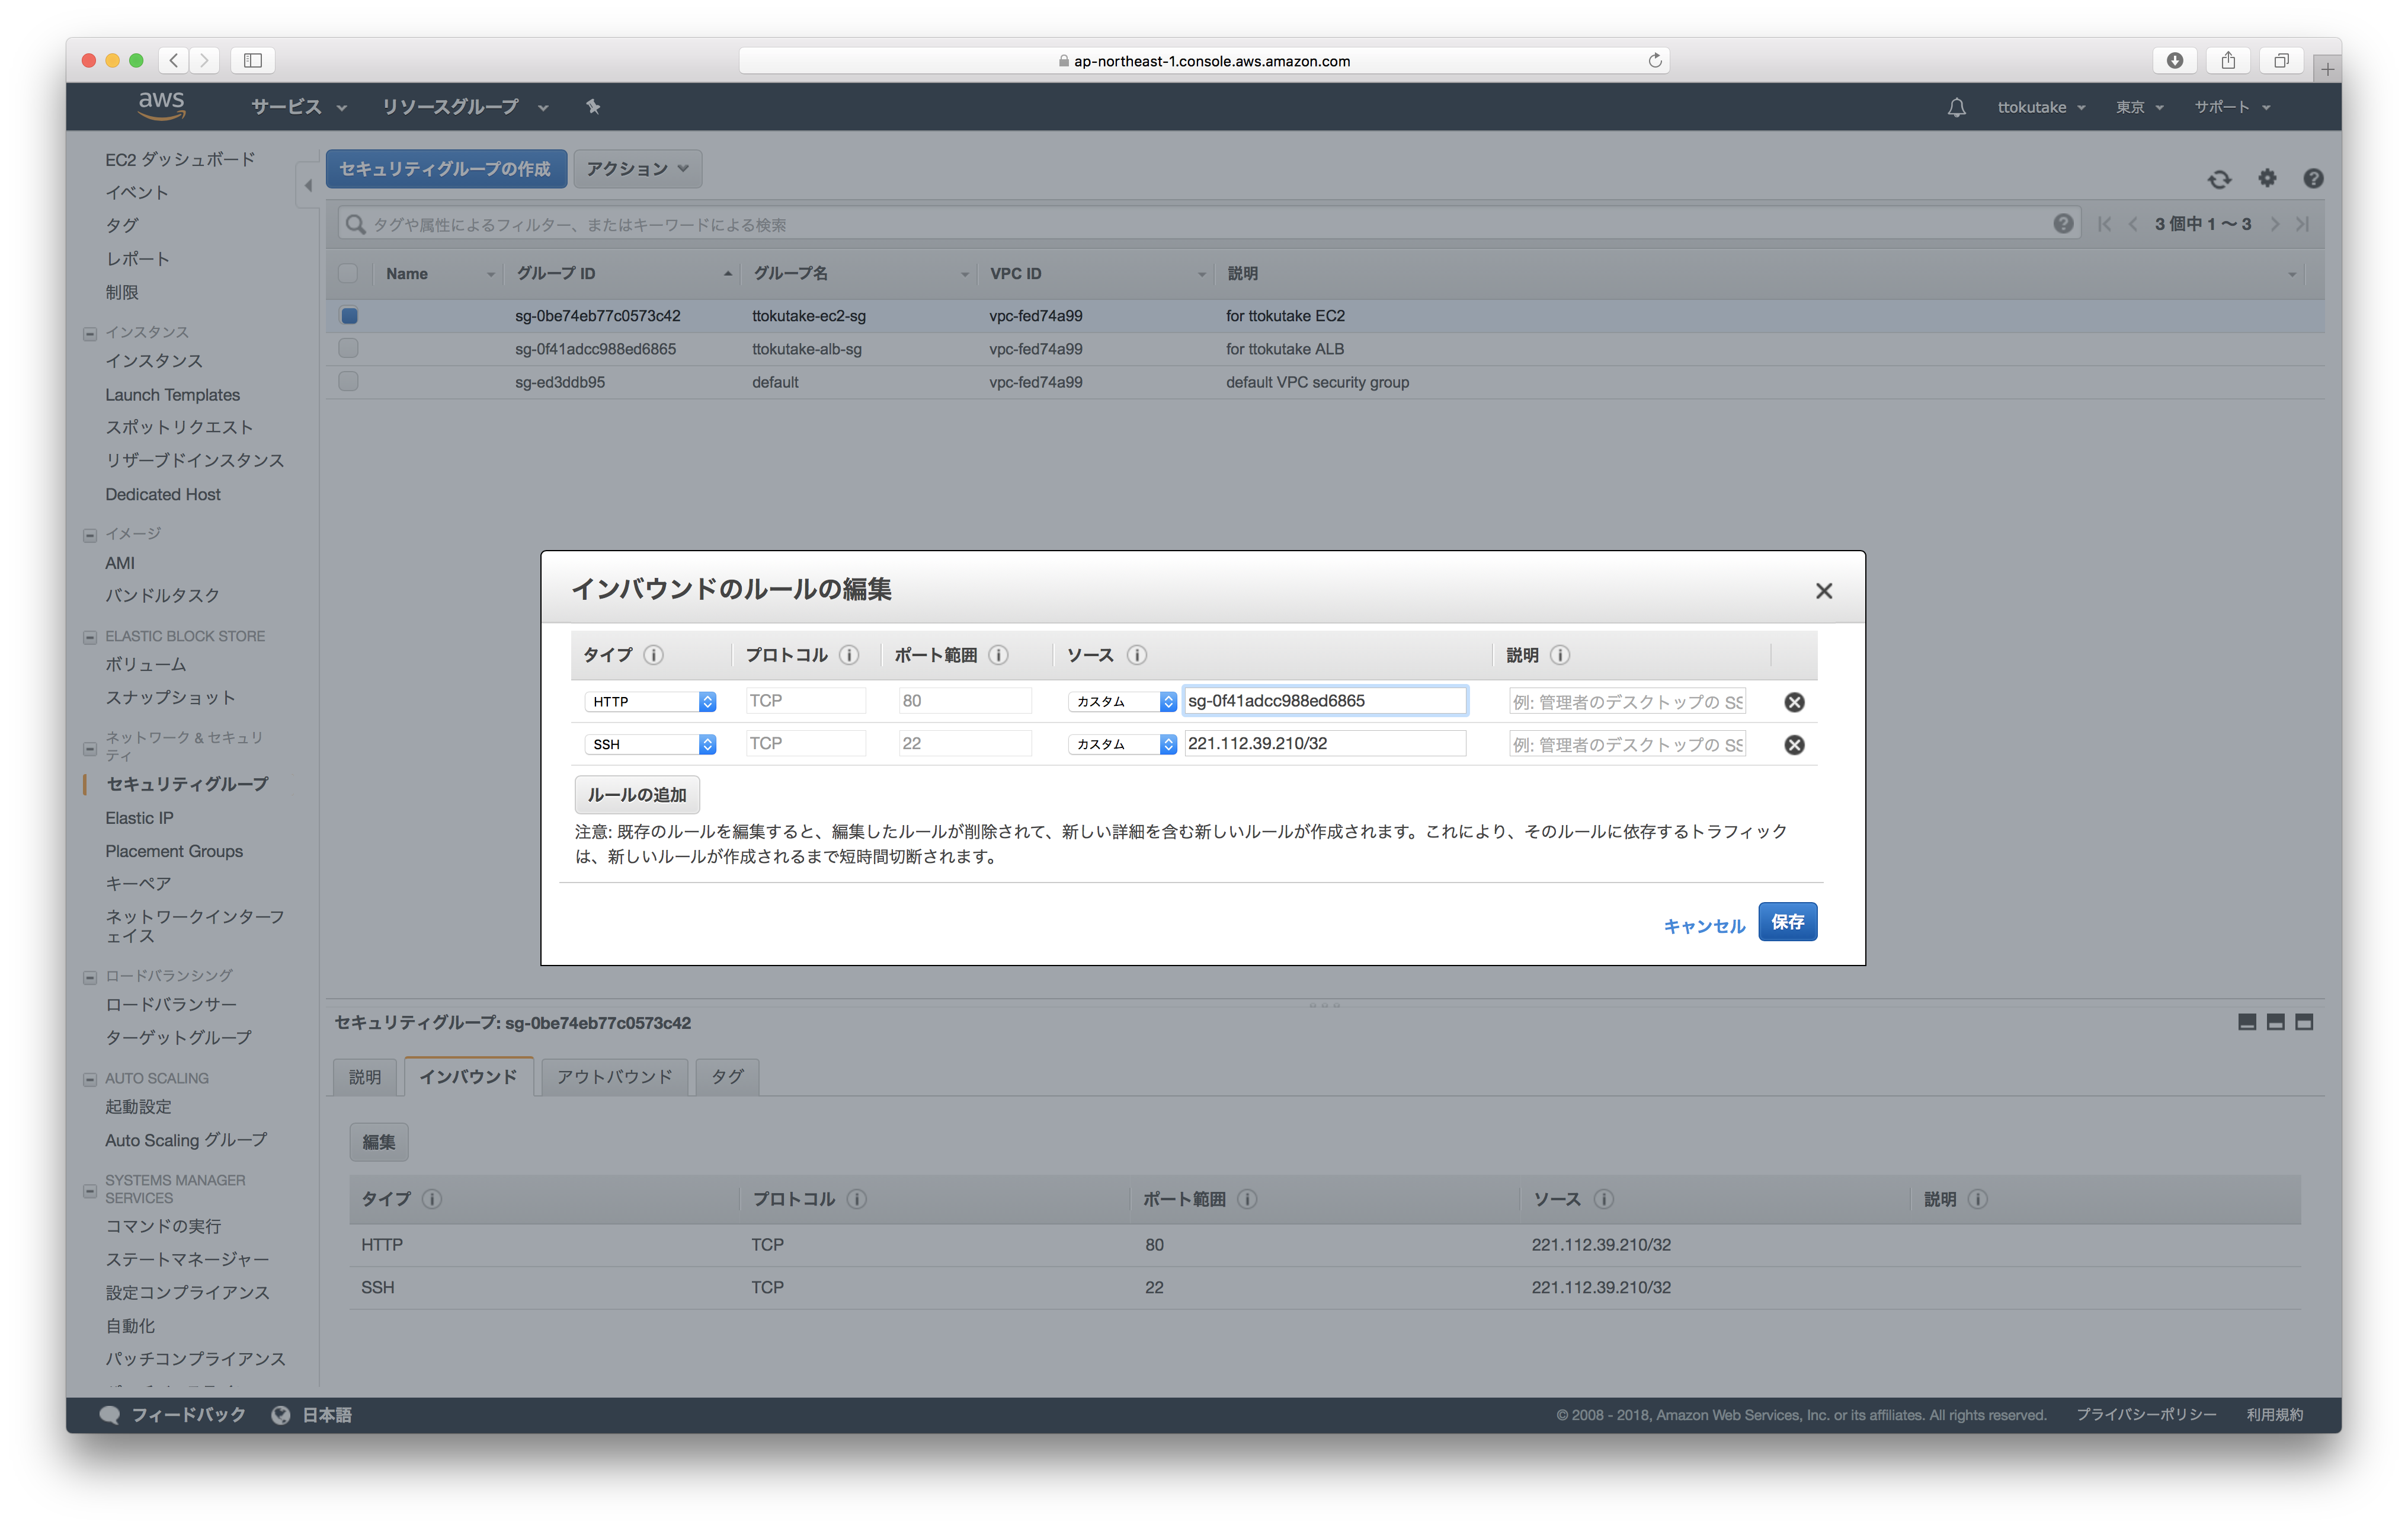 ap-northeast-1.console.aws.amazon.com
aws サービス リソースグループ ttokutake 東京 サポート
EC2 ダッシュボード
イベント
タグ
レポート
制限
インスタンス
インスタンス
Launch Templates
スポットリクエスト
リザーブドインスタンス
Dedicated Host
イメージ
AMI
バンドルタスク
ELASTIC BLOCK STORE
ボリューム
スナップショット
ネットワーク & セキュリ
ティ
セキュリティグループ
Elastic IP
Placement Groups
キーペア
ネットワークインターフ
ェイス
ロードバランシング
ロードバランサー
ターゲットグループ
AUTO SCALING
起動設定
Auto Scaling グループ
SYSTEMS MANAGER
SERVICES
コマンドの実行
ステートマネージャー
設定コンプライアンス
自動化
パッチコンプライアンス
セキュリティグループの作成 アクション
タグや属性によるフィルター、またはキーワードによる検索 3 個中 1 〜 3
Name グループ ID グループ名 VPC ID 説明
sg-0be74eb77c0573c42 ttokutake-ec2-sg vpc-fed74a99 for ttokutake EC2
sg-0f41adcc988ed6865 ttokutake-alb-sg vpc-fed74a99 for ttokutake ALB
sg-ed3ddb95 default vpc-fed74a99 default VPC security group
インバウンドのルールの編集
タイプ プロトコル ポート範囲 ソース 説明
HTTP TCP 80 カスタム sg-0f41adcc988ed6865 例: 管理者のデスクトップの SS
SSH TCP 22 カスタム 221.112.39.210/32 例: 管理者のデスクトップの SS
ルールの追加
注意: 既存のルールを編集すると、編集したルールが削除されて、新しい詳細を含む新しいルールが作成されます。これにより、そのルールに依存するトラフィック
は、新しいルールが作成されるまで短時間切断されます。
キャンセル 保存
セキュリティグループ: sg-0be74eb77c0573c42
説明 インバウンド アウトバウンド タグ
編集
タイプ プロトコル ポート範囲 ソース 説明
HTTP TCP 80 221.112.39.210/32
SSH TCP 22 221.112.39.210/32
フィードバック 日本語 © 2008 - 2018, Amazon Web Services, Inc. or its affiliates. All rights reserved. プライバシーポリシー 利用規約